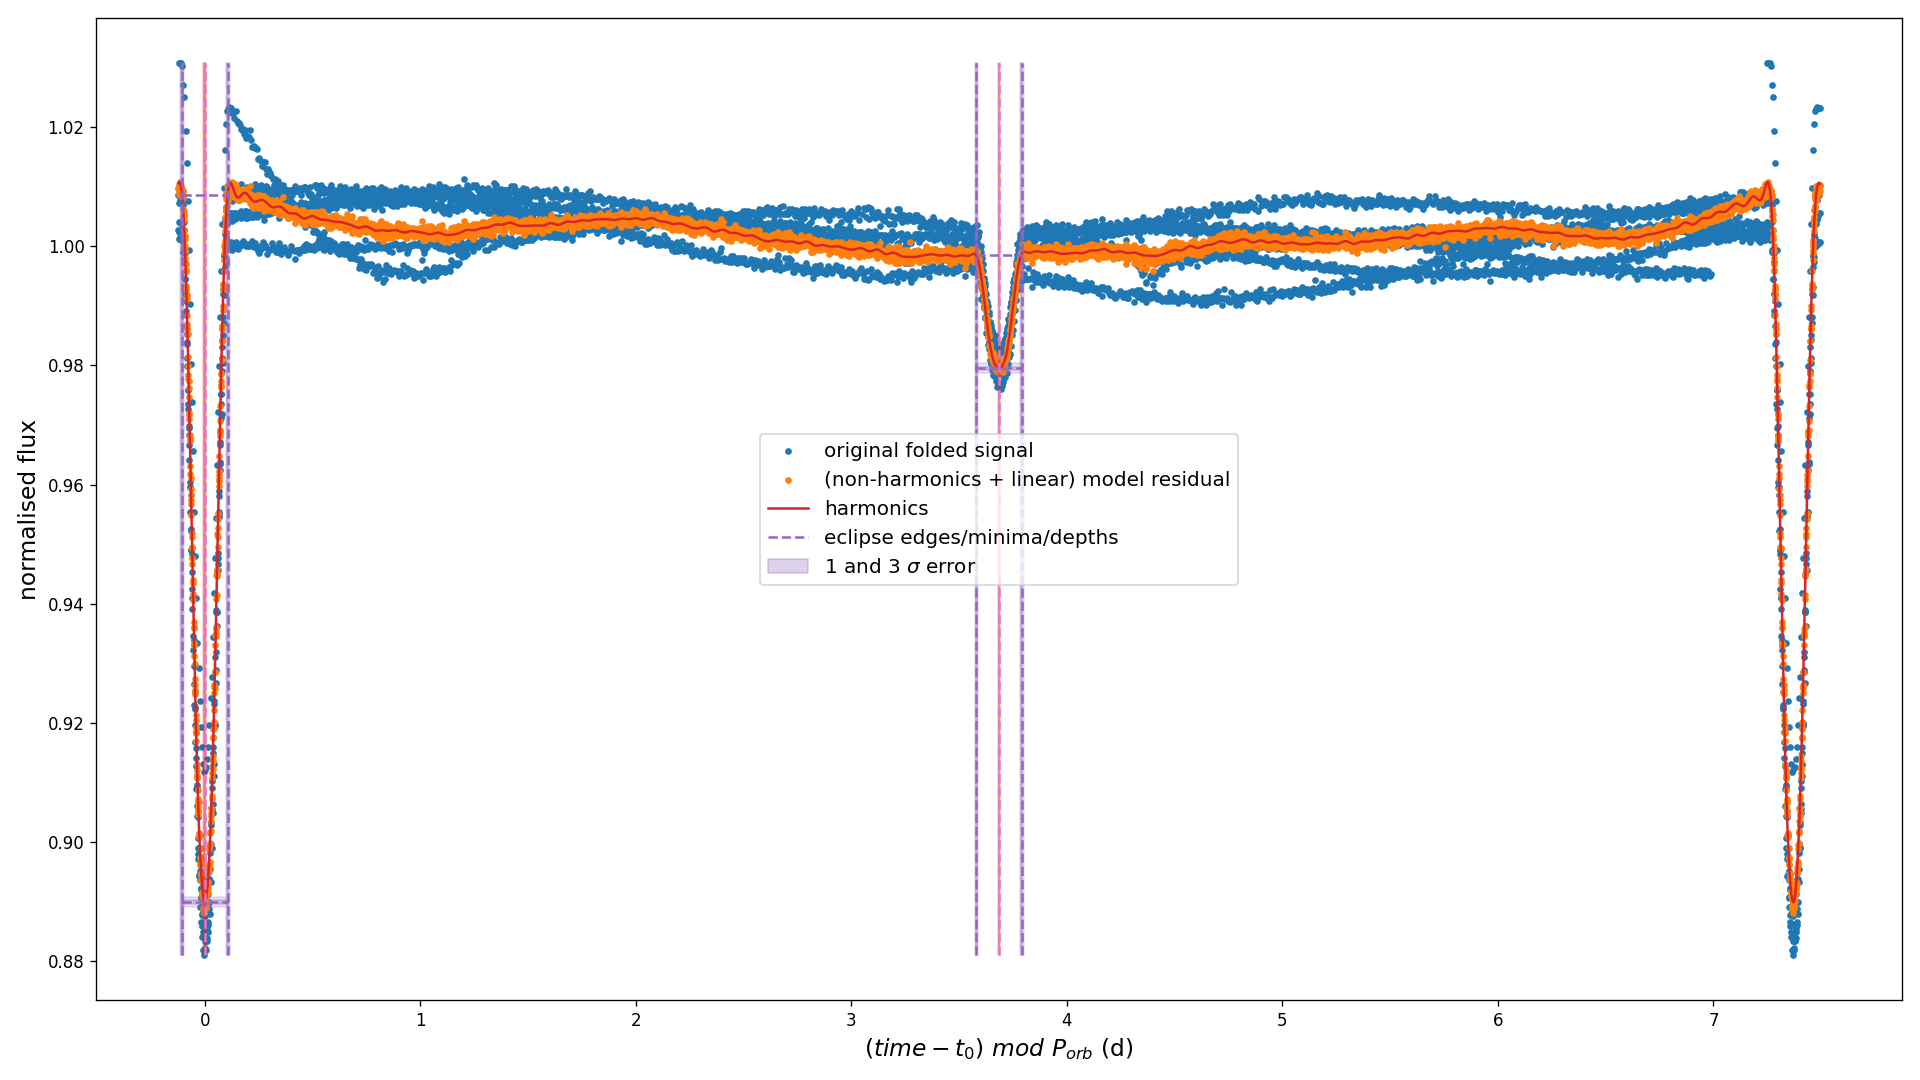 normalised flux
1.02
1.00
0.98
0.96
0.94
0.92
0.90
0.88
original folded signal
(non-harmonics + linear) model residual
harmonics
eclipse edges/minima/depths
1 and 3 σ error
0 1 2 3 4 5 6 7
(time − t₀) mod Pₒᵣb (d)